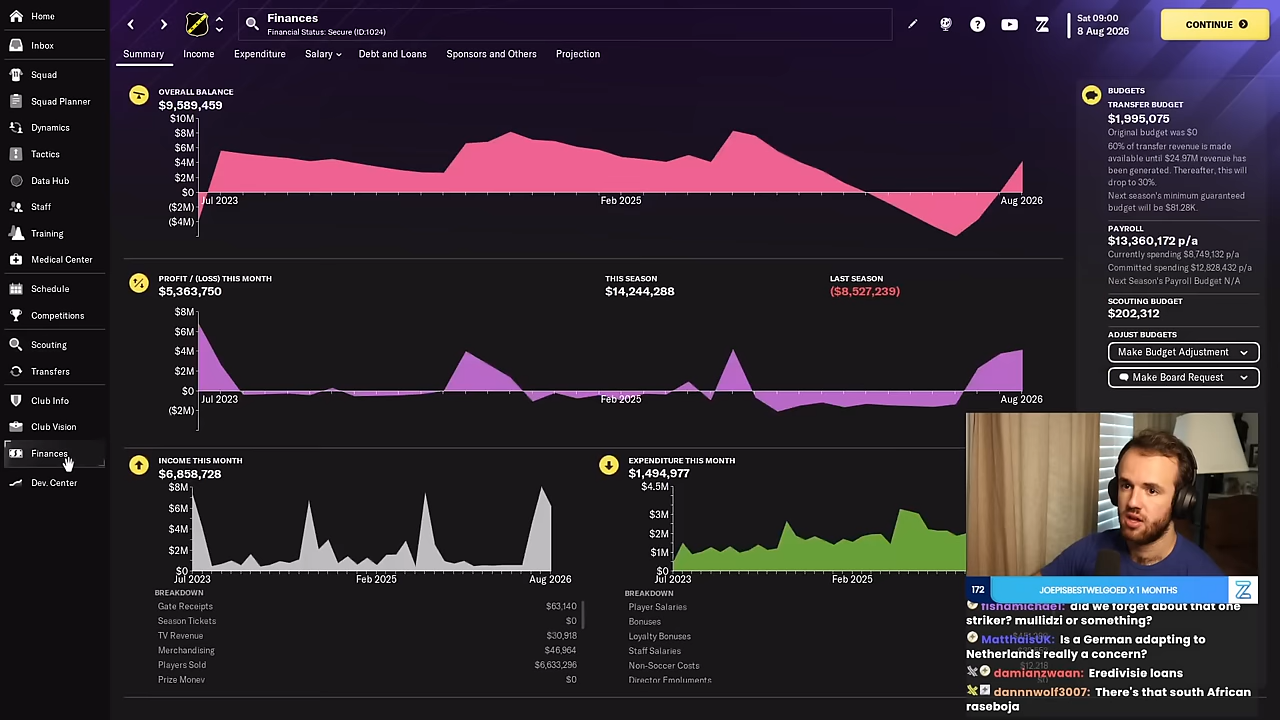 Home
Inbox
Squad
Squad Planner
Dynamics
Tactics
Data Hub
Staff
Training
Medical Center
Schedule
Competitions
Scouting
Transfers
Club Info
Club Vision
Finances
Dev. Center
Finances
Financial Status: Secure (ID:1024)
Sat 09:00
8 Aug 2026
CONTINUE
Summary
Income
Expenditure
Salary
Debt and Loans
Sponsors and Others
Projection
OVERALL BALANCE
$9,589,459
$10M
$8M
$6M
$4M
$2M
$0
($2M)
($4M)
Jul 2023
Feb 2025
Aug 2026
PROFIT / (LOSS) THIS MONTH
$5,363,750
THIS SEASON
$14,244,288
LAST SEASON
($8,527,239)
$8M
$6M
$4M
$2M
$0
($2M)
Jul 2023
Feb 2025
Aug 2026
INCOME THIS MONTH
$6,858,728
$8M
$6M
$4M
$2M
$0
Jul 2023
Feb 2025
Aug 2026
BREAKDOWN
Gate Receipts $63,140
Season Tickets $0
TV Revenue $30,918
Merchandising $46,964
Players Sold $6,633,296
Prize Money $0
EXPENDITURE THIS MONTH
$1,494,977
$4.5M
$3M
$2M
$1M
$0
Jul 2023
Feb 2025
BREAKDOWN
Player Salaries
Bonuses
Loyalty Bonuses
Staff Salaries
Non-Soccer Costs
Director Emoluments
BUDGETS
TRANSFER BUDGET
$1,995,075
Original budget was $0
60% of transfer revenue is made
available until $24.97M revenue has
been generated. Thereafter, this will
drop to 30%.
Next season's minimum guaranteed
budget will be $81.28K.
PAYROLL
$13,360,172 p/a
Currently spending $8,749,132 p/a
Committed spending $12,828,432 p/a
Next Season's Payroll Budget N/A
SCOUTING BUDGET
$202,312
ADJUST BUDGETS
Make Budget Adjustment
Make Board Request
172
JOEPISBESTWELGOED X 1 MONTHS
fishamichael: did we forget about that one
striker? mullidzi or something?
MatthaisUK: Is a German adapting to
Netherlands really a concern?
damianzwaan: Eredivisie loans
dannnwolf3007: There's that south African
raseboja